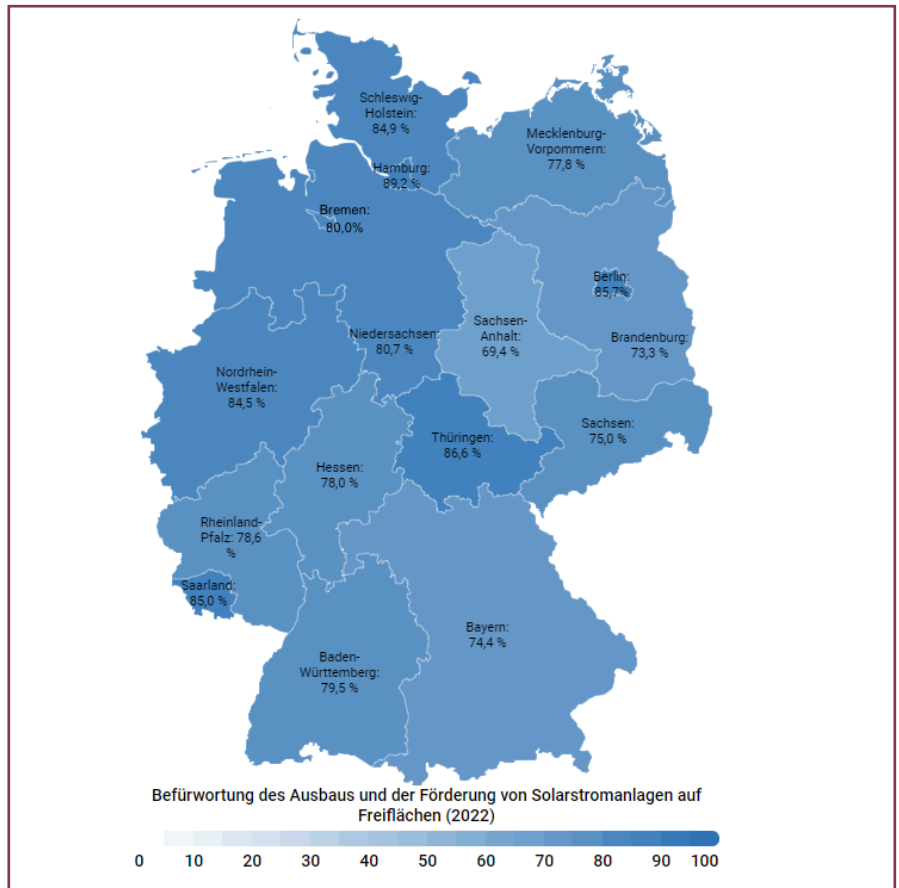 Schleswig-
Holstein:
84,9 %
Mecklenburg-
Vorpommern:
77,8 %
Hamburg:
89,2 %
Bremen:
80,0%
Berlin:
85,7%
Sachsen-
Anhalt:
69,4 %
Niedersachsen:
80,7 %
Brandenburg:
73,3 %
Nordrhein-
Westfalen:
84,5 %
Sachsen:
75,0 %
Thüringen:
86,6 %
Hessen:
78,0 %
Rheinland-
Pfalz: 78,6
%
Saarland:
85,0 %
Bayern:
74,4 %
Baden-
Württemberg:
79,5 %
Befürwortung des Ausbaus und der Förderung von Solarstromanlagen auf
Freiflächen (2022)
0 10 20 30 40 50 60 70 80 90 100